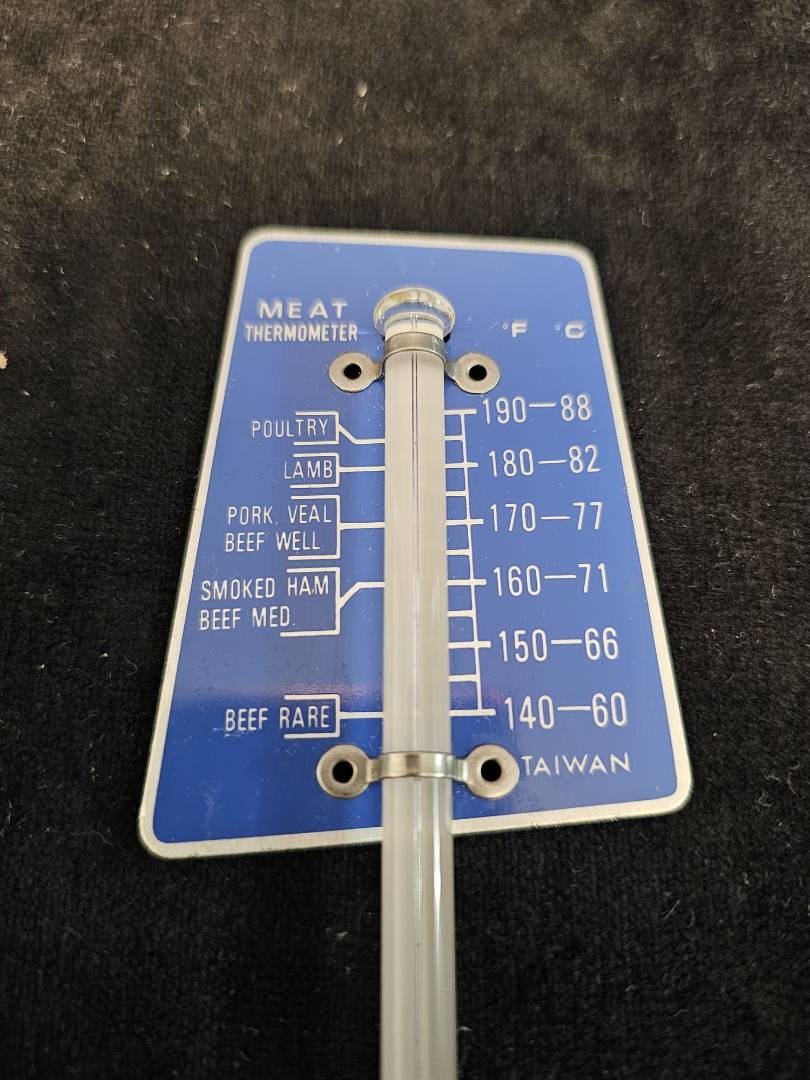 MEAT
THERMOMETER
°F °C
POULTRY
LAMB
PORK, VEAL
BEEF WELL
SMOKED HAM
BEEF MED.
BEEF RARE
190—88
180—82
170—77
160—71
150—66
140—60
TAIWAN